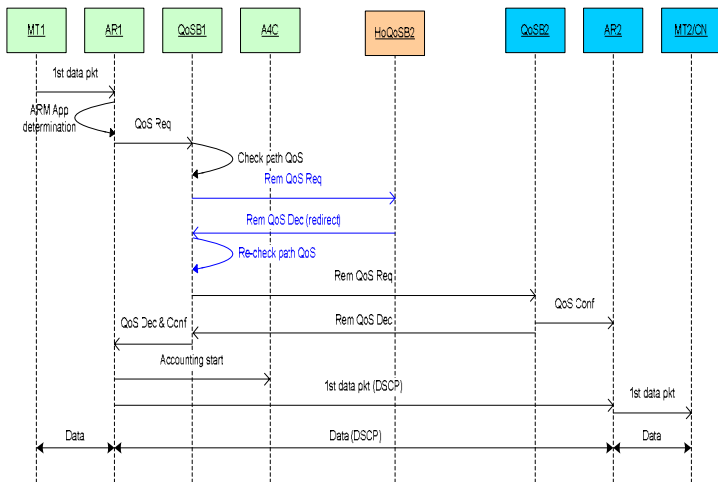 MT1
AR1
QoSB1
A4C
HoQoSB2
QoSB2
AR2
MT2/CN
1st data pkt
ARM App
determination
QoS Req
Check path QoS
Rem QoS Req
Rem QoS Dec (redirect)
Re-check path QoS
Rem QoS Req
QoS Conf
QoS Dec & Conf
Rem QoS Dec
Accounting start
1st data pkt (DSCP)
1st data pkt
Data
Data (DSCP)
Data